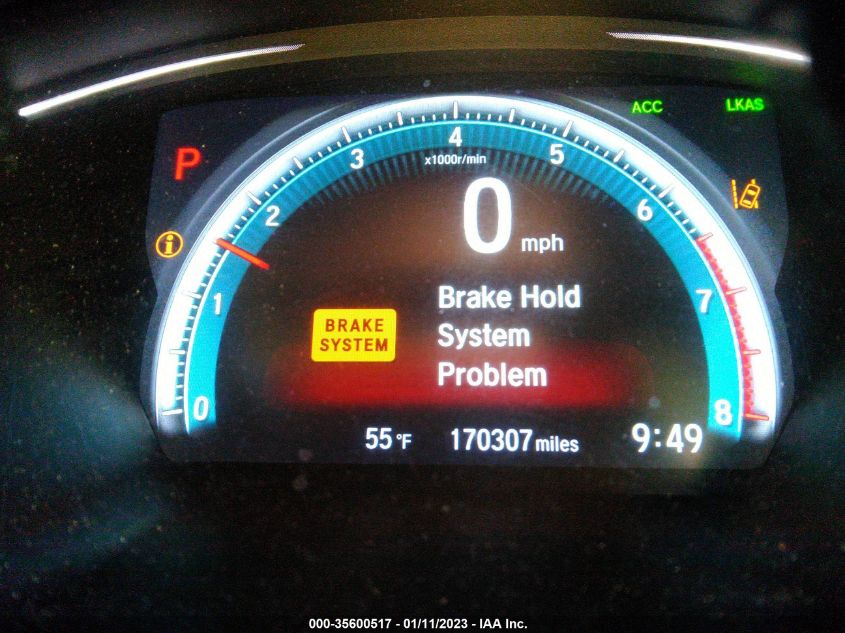 ACC
LKAS
P
i
0
1
2
3
4
5
6
7
8
x1000r/min
0 mph
BRAKE
SYSTEM
Brake Hold
System
Problem
55°F
170307 miles
9:49
000-35600517 - 01/11/2023 - IAA Inc.